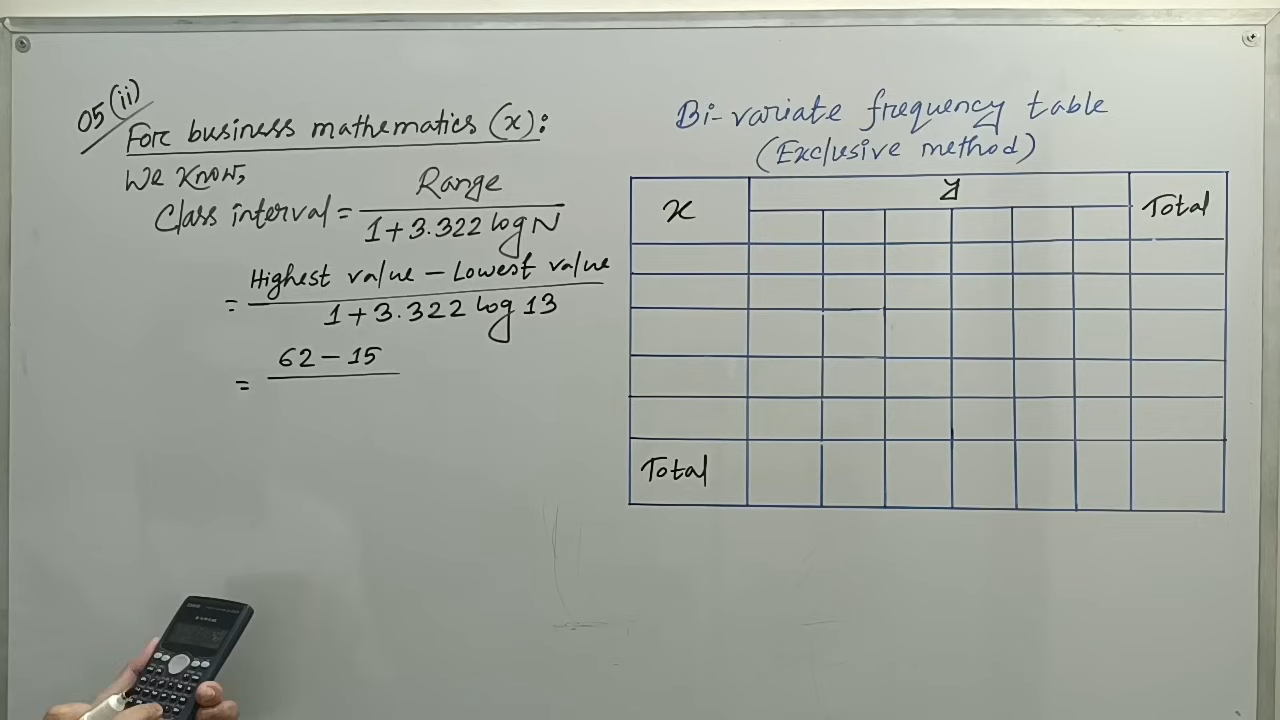 05(ii)
For business mathematics (x):
We know,
Class interval = Range / 1+3.322 log N
= Highest value - Lowest value / 1+3.322 log 13
= 62 - 15
Bi-variate frequency table
(Exclusive method)
x y Total
Total
CASIO